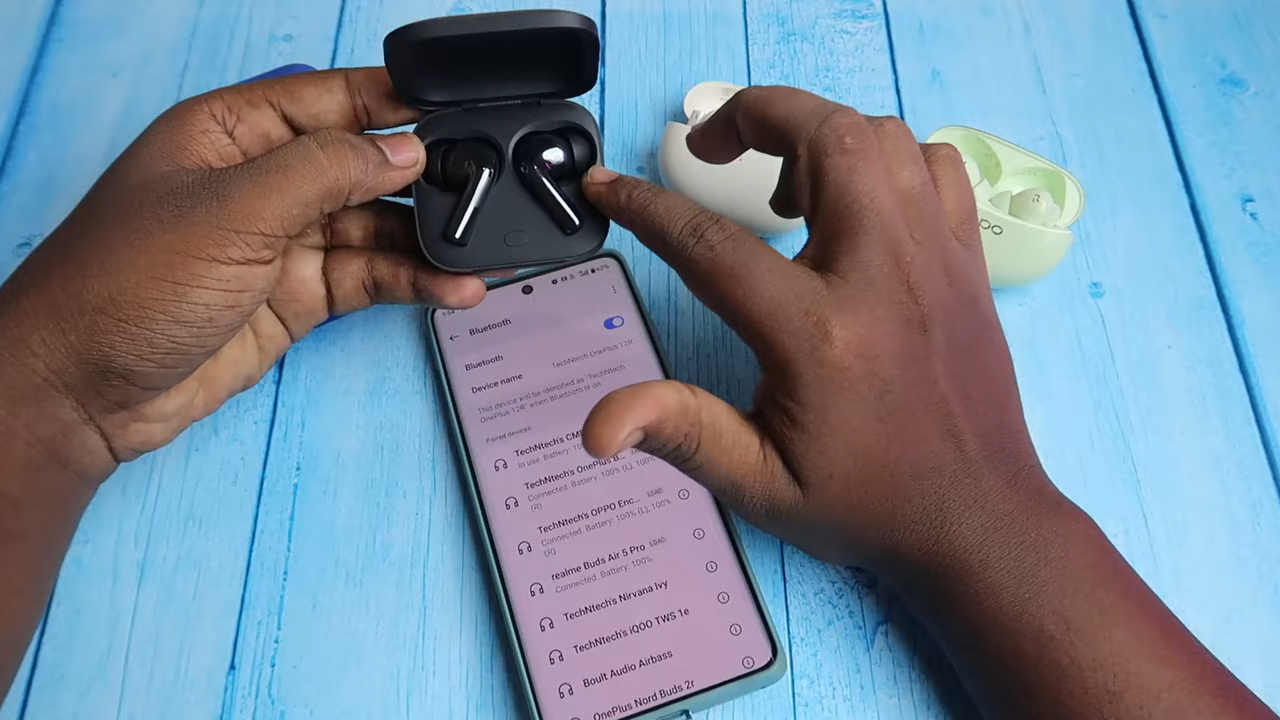 Bluetooth
Bluetooth
Device name TechNtech OnePlus 12R
This device will be identified as "TechNtech
OnePlus 12R" when Bluetooth is on.
Paired devices
TechNtech's CM
In use. Battery: 10
TechNtech's OnePlus B...
Connected. Battery: 100% (L), 100%
(R)
TechNtech's OPPO Enc... LDAC
Connected. Battery: 100% (L), 100%
(R)
realme Buds Air 5 Pro LDAC
Connected. Battery: 100%
TechNtech's Nirvana Ivy
TechNtech's iQOO TWS 1e
Boult Audio Airbass
OnePlus Nord Buds 2r
R